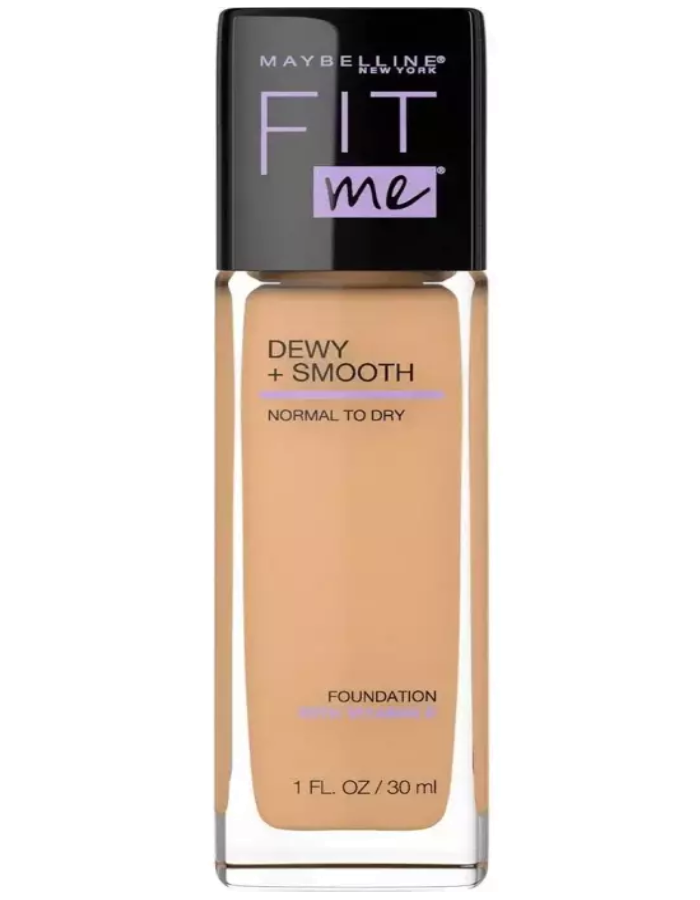 MAYBELLINE®
NEW YORK
FIT
me®
DEWY
+ SMOOTH
NORMAL TO DRY
FOUNDATION
1 FL. OZ / 30 ml